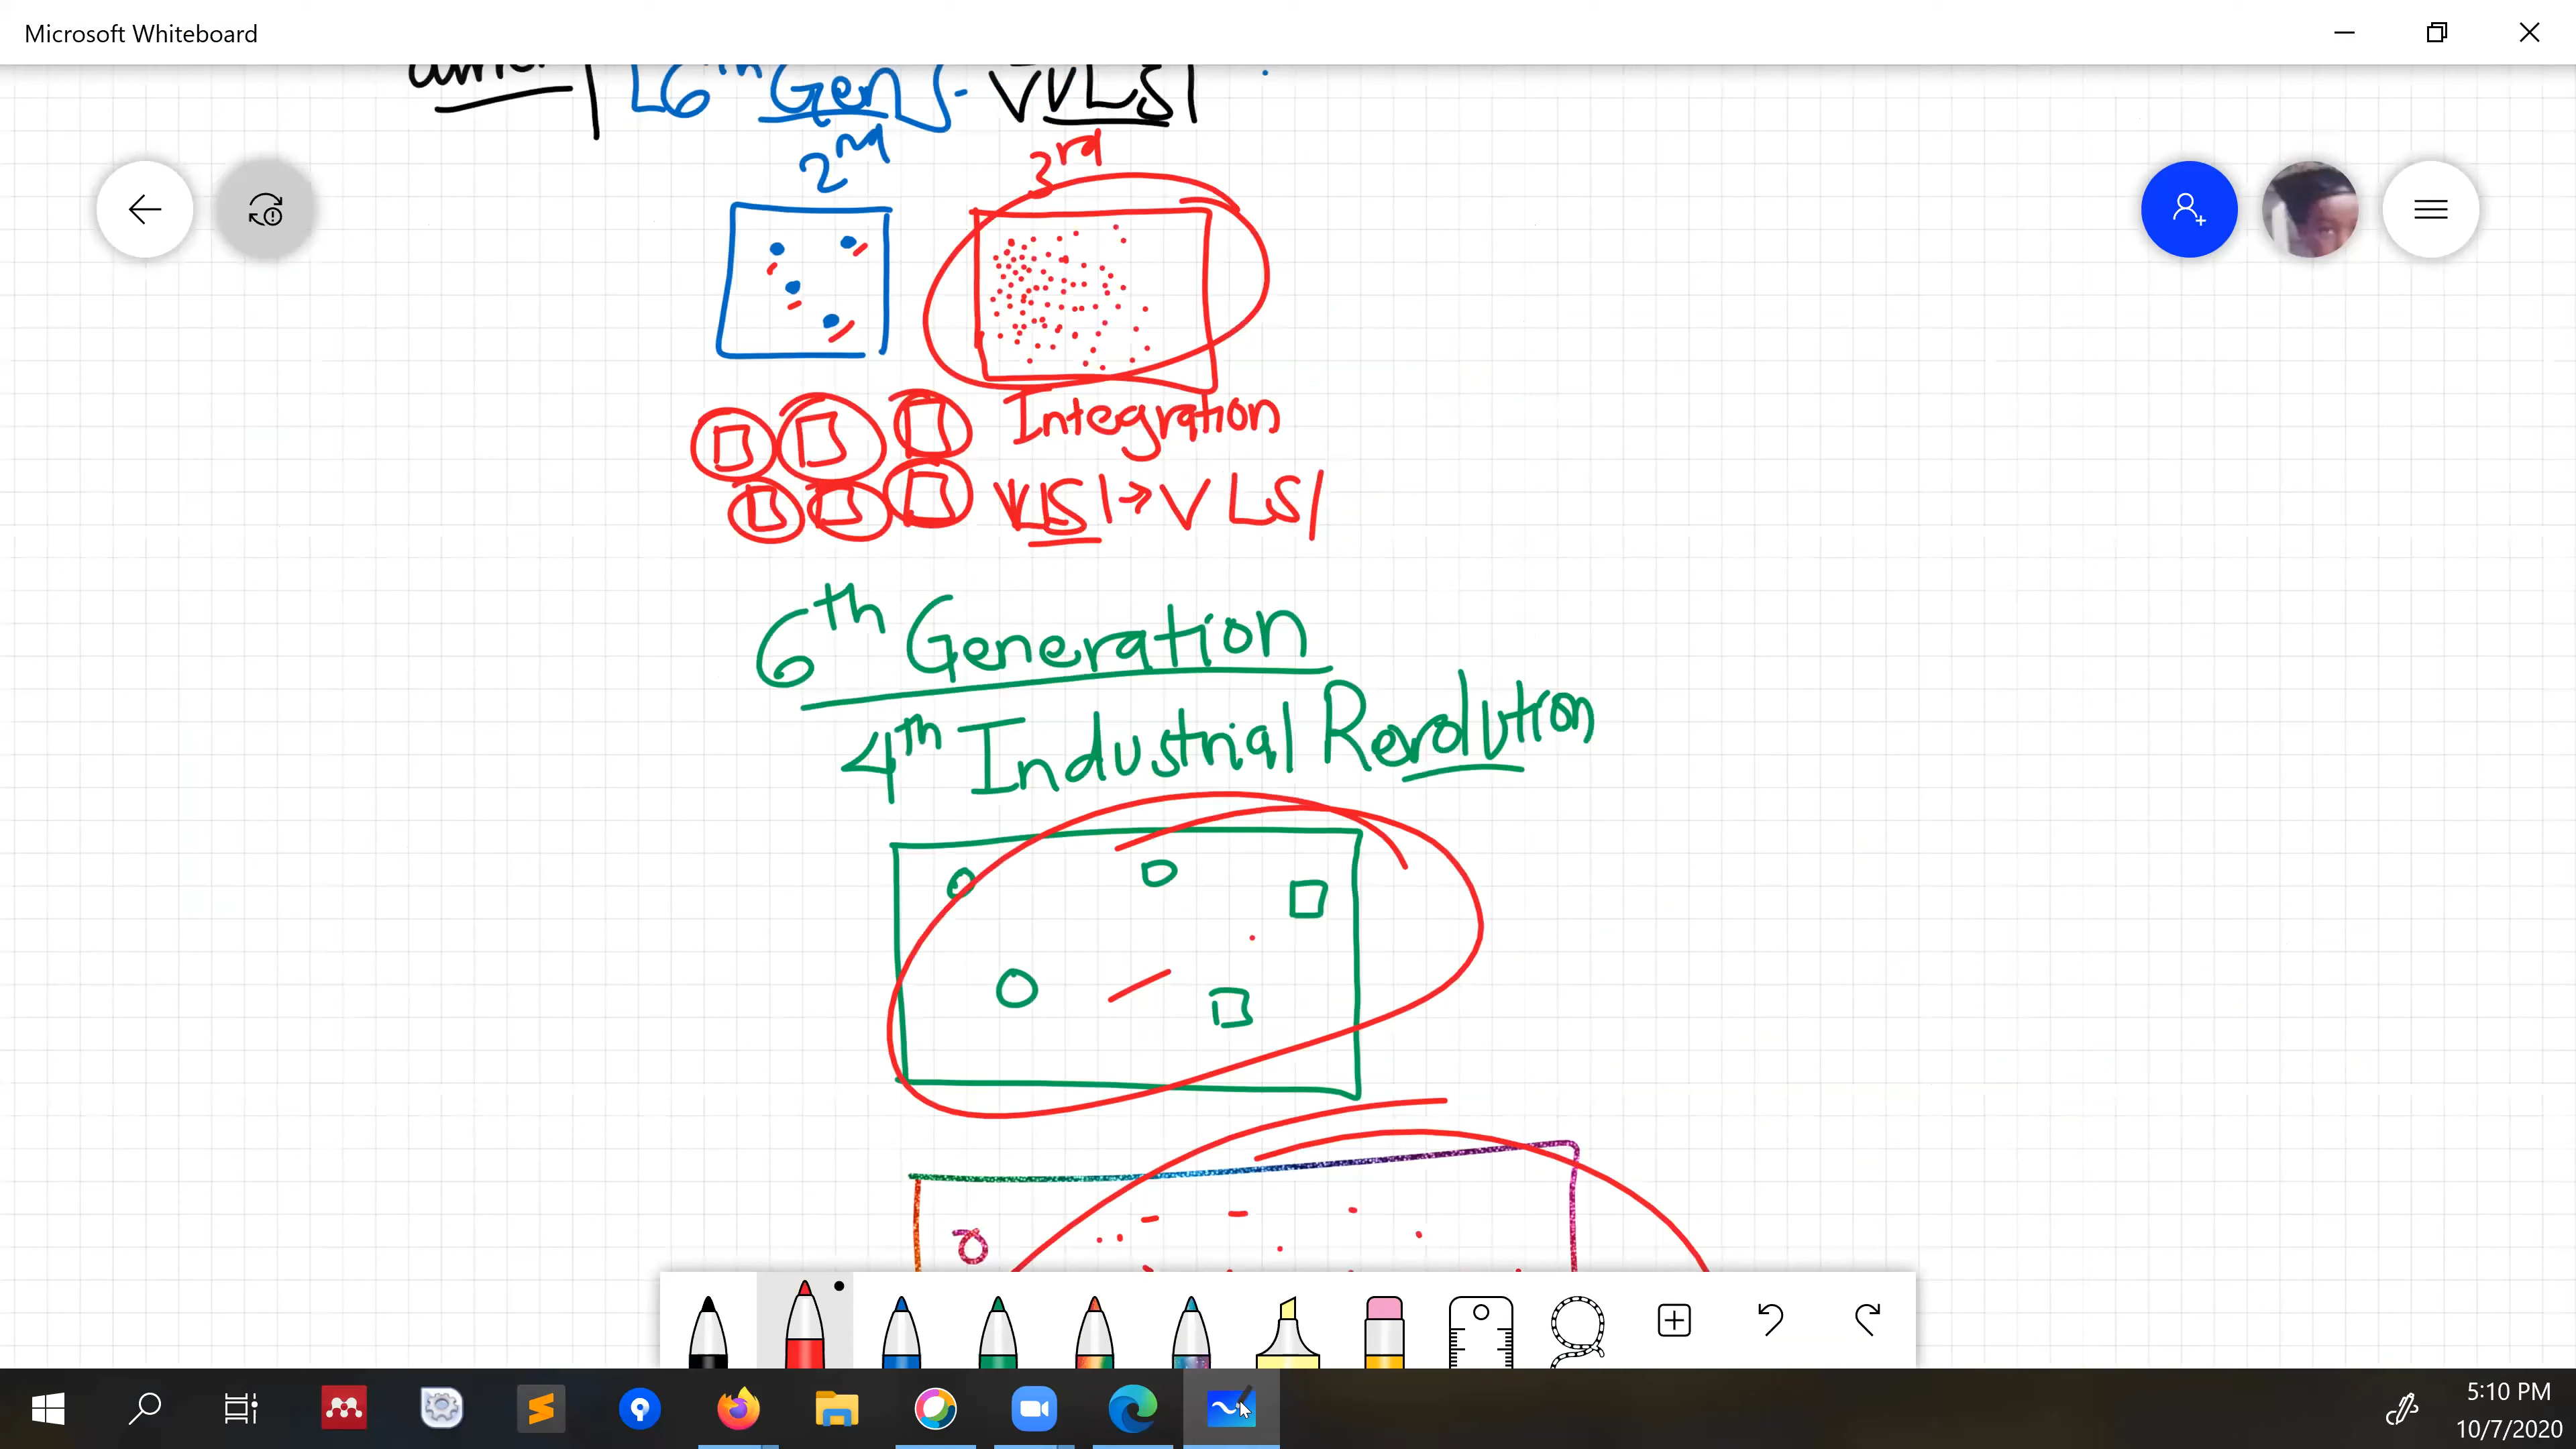 Microsoft Whiteboard
[6th Gen]- VVLSI
2nd 3rd
Integration
VLSI → VLSI
6th Generation
4th Industrial Revolution
5:10 PM
10/7/2020